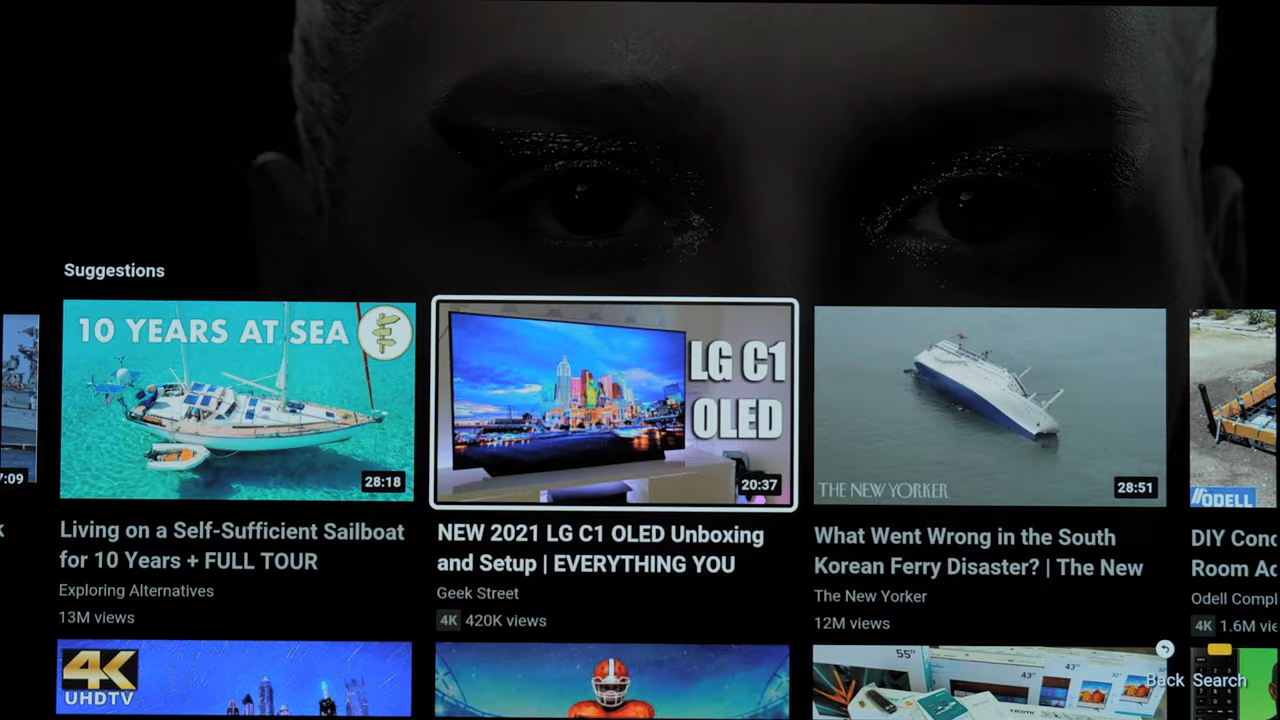 Suggestions
10 YEARS AT SEA
28:18
LG C1
OLED
20:37
THE NEW YORKER
28:51
7:09
ODELL
Living on a Self-Sufficient Sailboat
for 10 Years + FULL TOUR
Exploring Alternatives
13M views
NEW 2021 LG C1 OLED Unboxing
and Setup | EVERYTHING YOU
Geek Street
4K 420K views
What Went Wrong in the South
Korean Ferry Disaster? | The New
The New Yorker
12M views
DIY Conc
Room Ad
Odell Compl
4K 1.6M vie
4K
UHDTV
55"
43"
43"
32"
Back Search